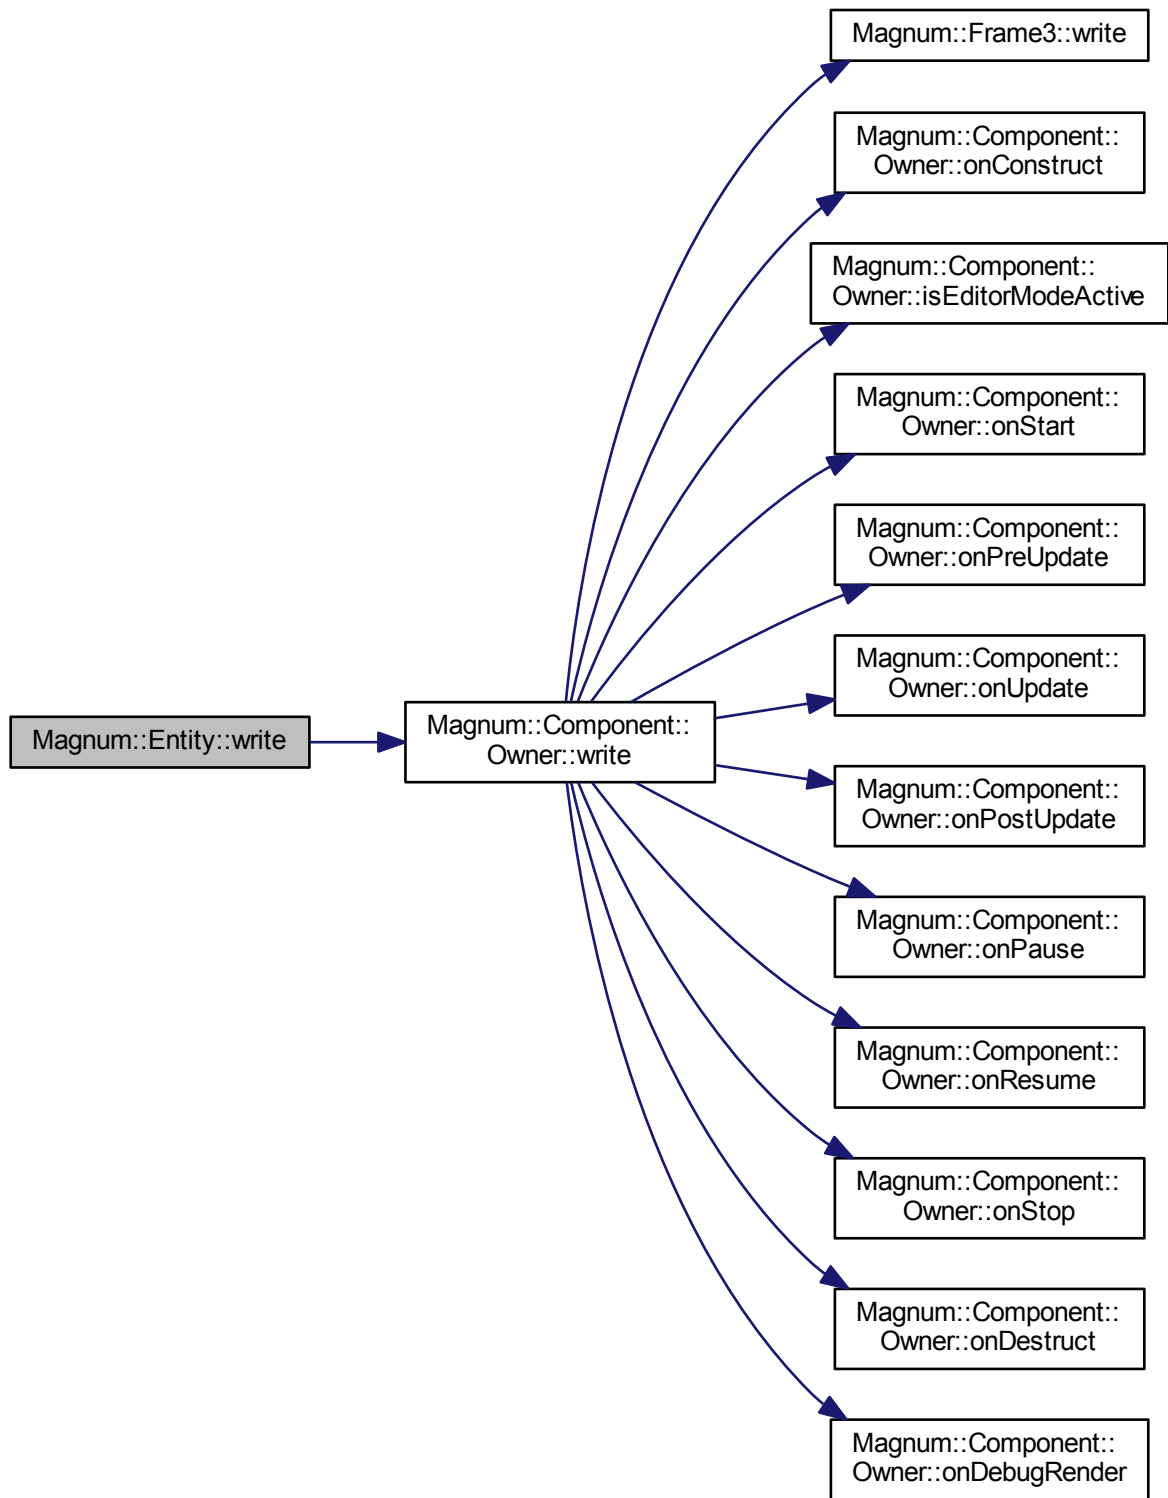 Magnum::Frame3::write
Magnum::Component::
Owner::onConstruct
Magnum::Component::
Owner::isEditorModeActive
Magnum::Component::
Owner::onStart
Magnum::Component::
Owner::onPreUpdate
Magnum::Component::
Owner::onUpdate
Magnum::Entity::write
Magnum::Component::
Owner::write
Magnum::Component::
Owner::onPostUpdate
Magnum::Component::
Owner::onPause
Magnum::Component::
Owner::onResume
Magnum::Component::
Owner::onStop
Magnum::Component::
Owner::onDestruct
Magnum::Component::
Owner::onDebugRender